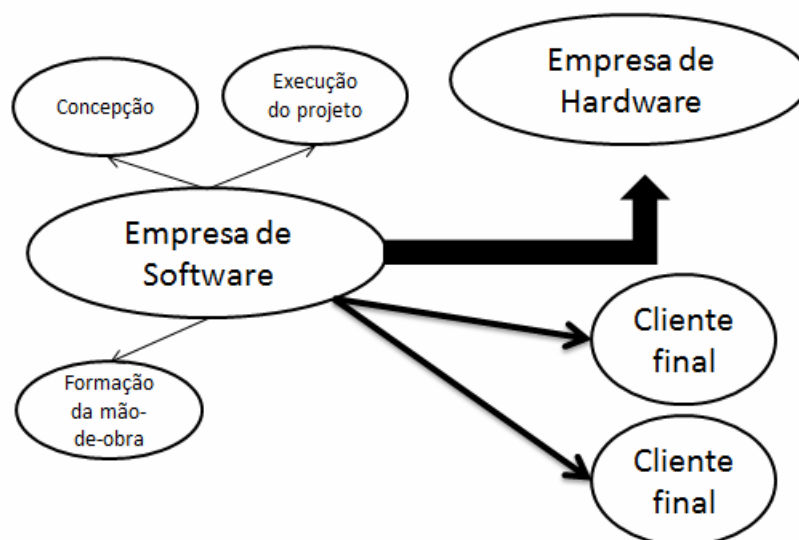 Concepção
Execução
do projeto
Empresa de
Hardware
Empresa de
Software
Cliente
final
Formação
da mão-
de-obra
Cliente
final